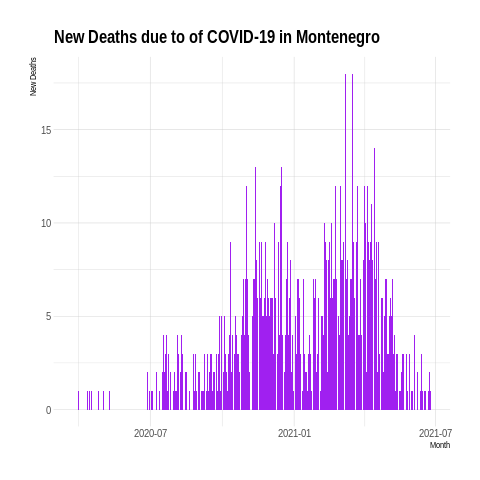 New Deaths due to of COVID-19 in Montenegro
New Deaths
15
10
5
0
2020-07
2021-01
2021-07
Month